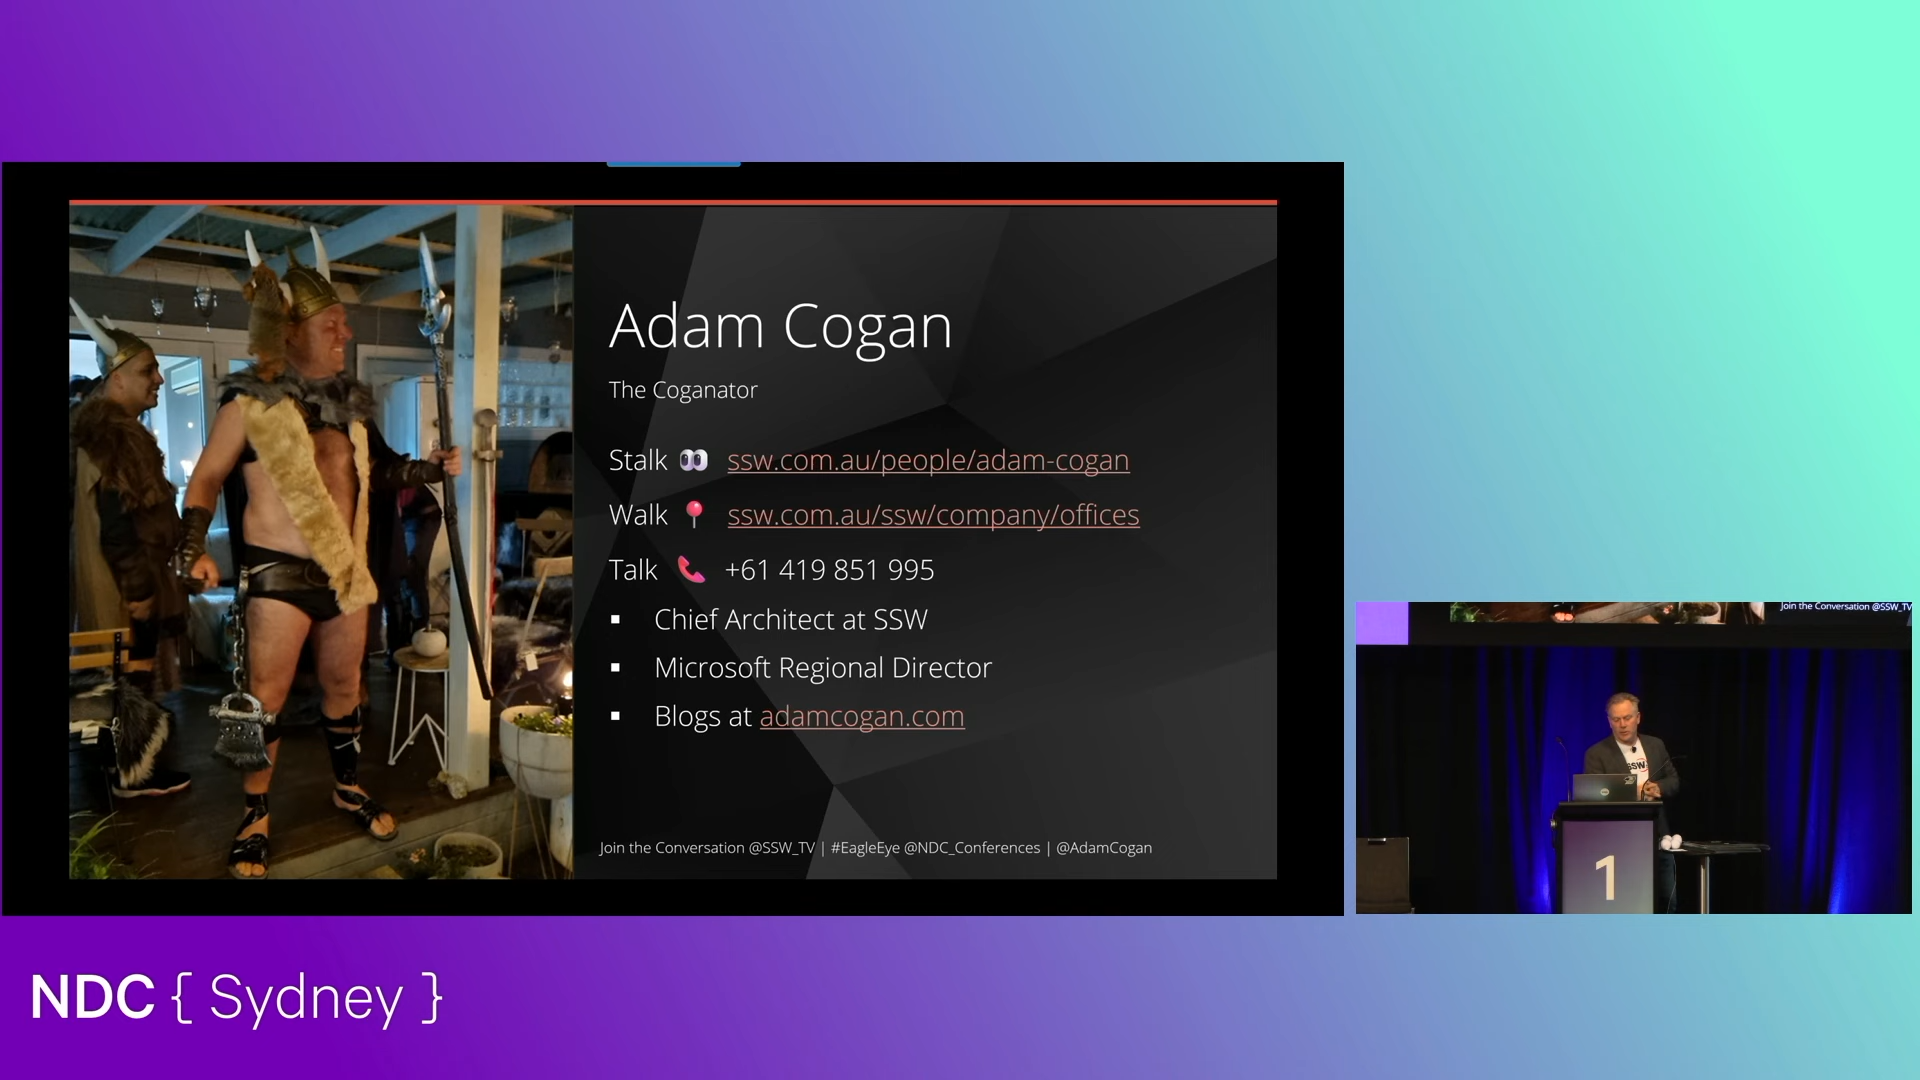 Adam Cogan
The Coganator
Stalk 👀 ssw.com.au/people/adam-cogan
Walk 📍 ssw.com.au/ssw/company/offices
Talk 📞 +61 419 851 995
▪ Chief Architect at SSW
▪ Microsoft Regional Director
▪ Blogs at adamcogan.com
Join the Conversation @SSW_TV | #EagleEye @NDC_Conferences | @AdamCogan
Join the Conversation @SSW_TV
SSW
1
NDC { Sydney }